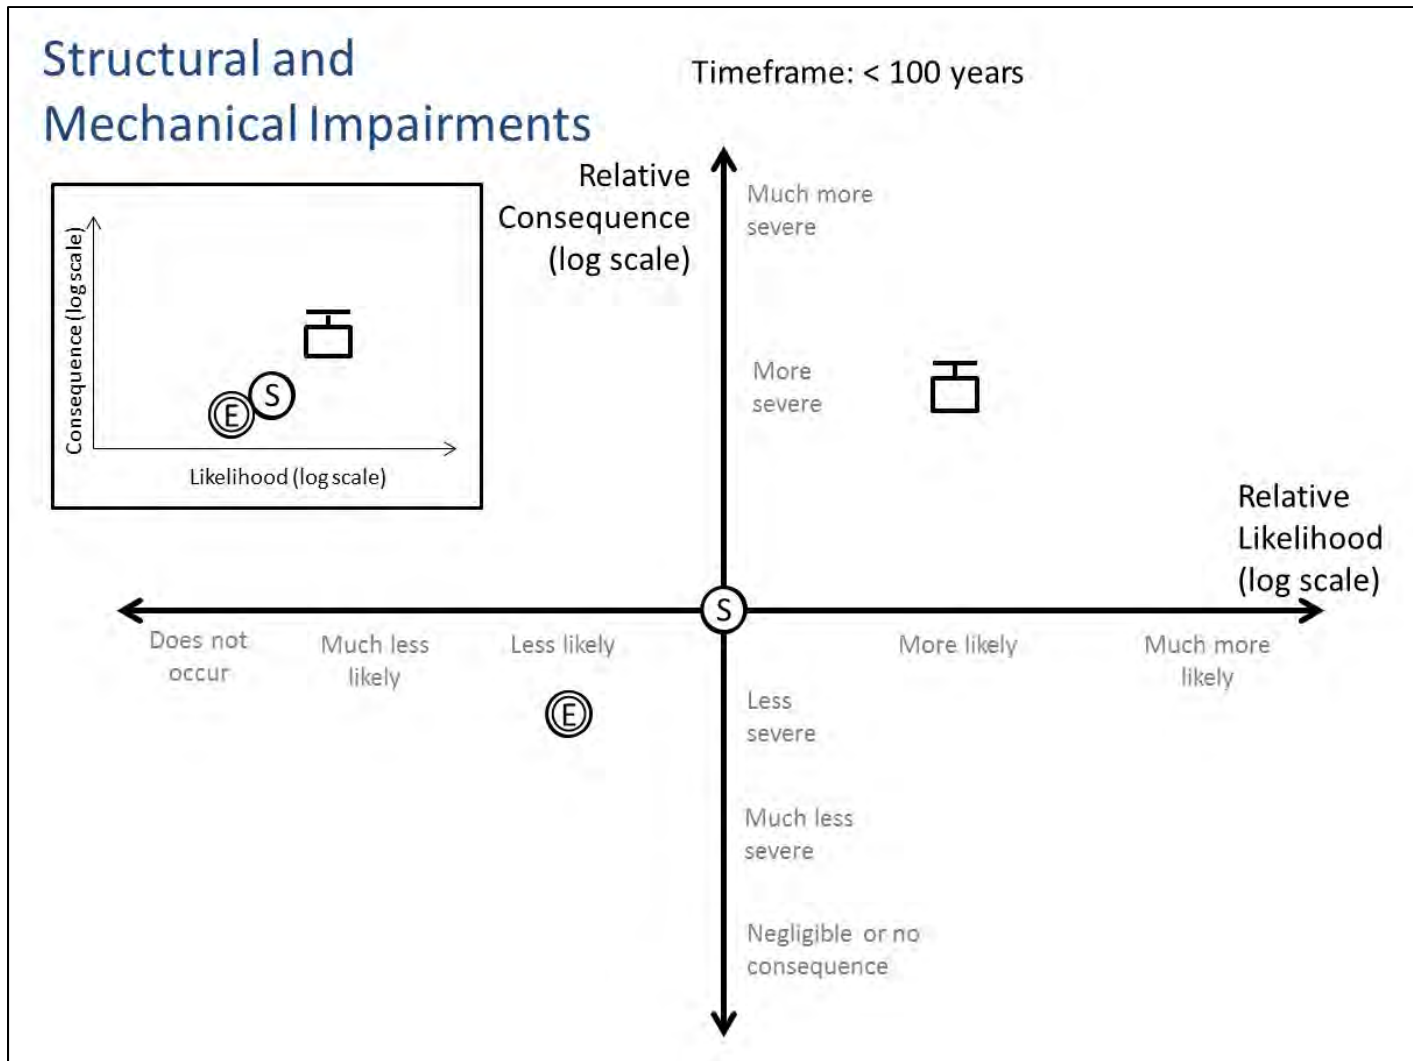 Structural and
Mechanical Impairments
Timeframe: < 100 years
Consequence (log scale)
E
S
Likelihood (log scale)
Relative
Consequence
(log scale)
Much more
severe
More
severe
Relative
Likelihood
(log scale)
S
Does not
occur
Much less
likely
Less likely
More likely
Much more
likely
E
Less
severe
Much less
severe
Negligible or no
consequence